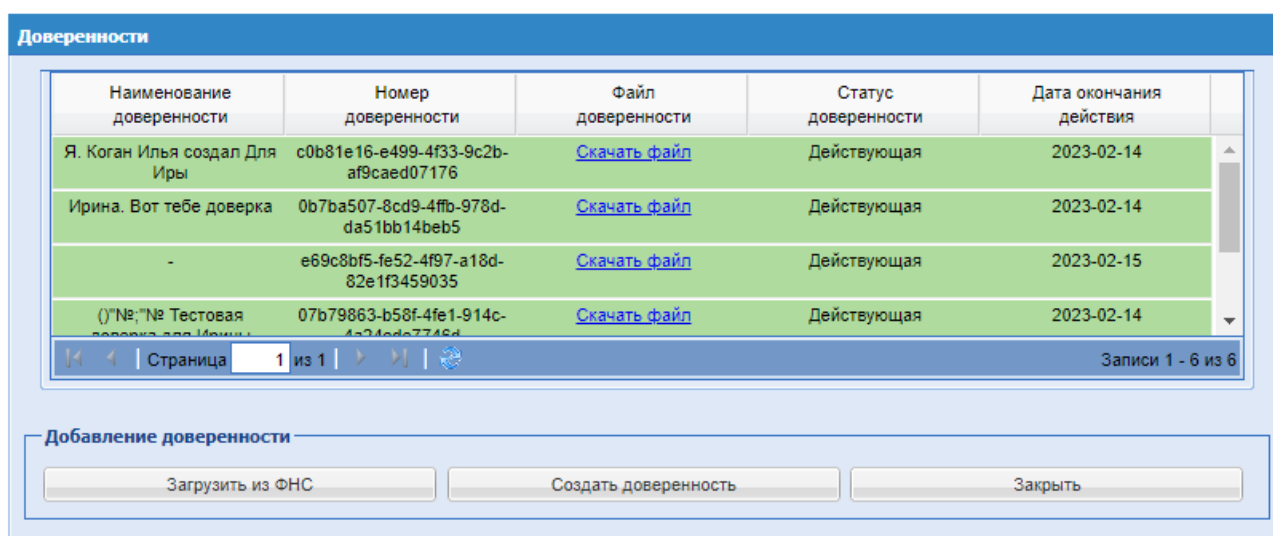 Доверенности
Наименование доверенности
Номер доверенности
Файл доверенности
Статус доверенности
Дата окончания действия
Я. Коган Илья создал Для Иры
c0b81e16-e499-4f33-9c2b-af9caed07176
Скачать файл
Действующая
2023-02-14
Ирина. Вот тебе доверка
0b7ba507-8cd9-4ffb-978d-da51bb14beb5
Скачать файл
Действующая
2023-02-14
-
e69c8bf5-fe52-4f97-a18d-82e1f3459035
Скачать файл
Действующая
2023-02-15
()"№;"№ Тестовая доверка для Ирины
07b79863-b58f-4fe1-914c-
Скачать файл
Действующая
2023-02-14
Страница 1 из 1
Записи 1 - 6 из 6
Добавление доверенности
Загрузить из ФНС
Создать доверенность
Закрыть